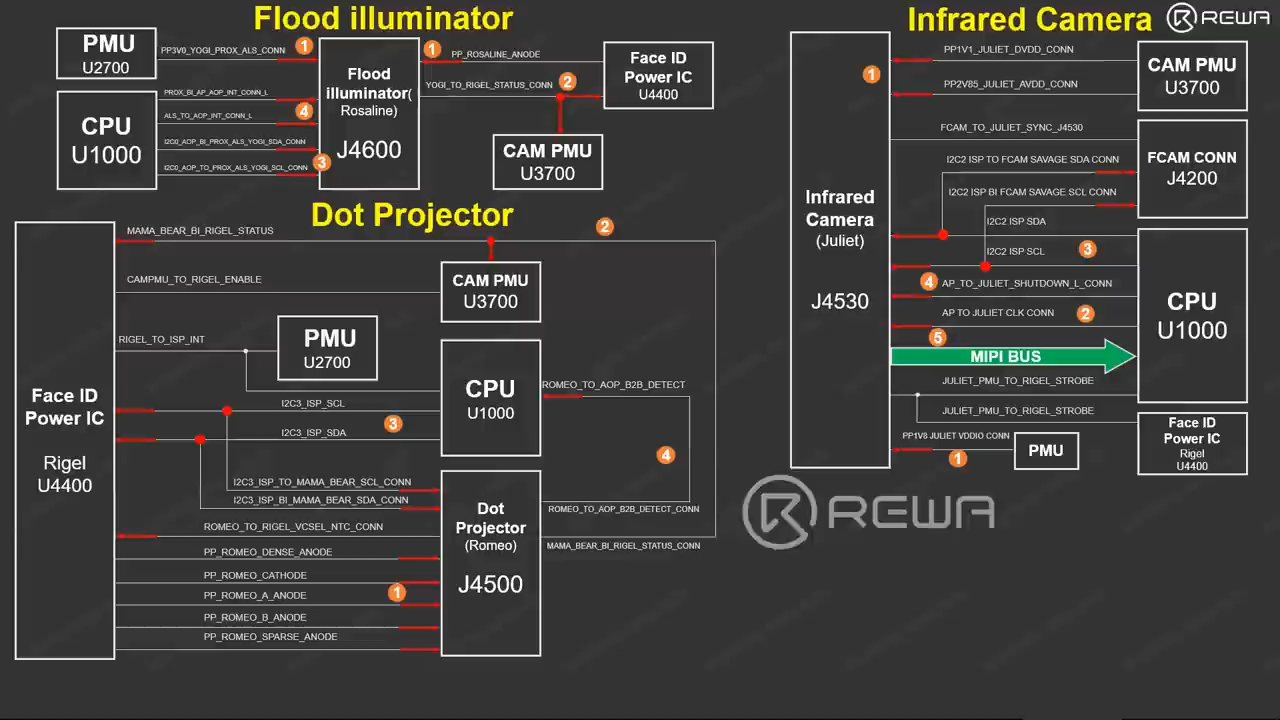 Flood illuminator
PMU
U2700
PP3V0_YOGI_PROX_ALS_CONN
1
CPU
U1000
PROX_BI_AP_AOP_INT_CONN_L
ALS_TO_AOP_INT_CONN_L
4
I2C0_AOP_BI_PROX_ALS_YOGI_SDA_CONN
I2C0_AOP_TO_PROX_ALS_YOGI_SCL_CONN
3
Flood
illuminator(
Rosaline)
J4600
1
PP_ROSALINE_ANODE
YOGI_TO_RIGEL_STATUS_CONN
2
Face ID
Power IC
U4400
CAM PMU
U3700
Dot Projector
Face ID
Power IC
Rigel
U4400
MAMA_BEAR_BI_RIGEL_STATUS
2
CAMPMU_TO_RIGEL_ENABLE
CAM PMU
U3700
RIGEL_TO_ISP_INT
PMU
U2700
CPU
U1000
I2C3_ISP_SCL
I2C3_ISP_SDA
3
ROMEO_TO_AOP_B2B_DETECT
4
I2C3_ISP_TO_MAMA_BEAR_SCL_CONN
I2C3_ISP_BI_MAMA_BEAR_SDA_CONN
ROMEO_TO_RIGEL_VCSEL_NTC_CONN
PP_ROMEO_DENSE_ANODE
PP_ROMEO_CATHODE
PP_ROMEO_A_ANODE
1
PP_ROMEO_B_ANODE
PP_ROMEO_SPARSE_ANODE
Dot
Projector
(Romeo)
J4500
ROMEO_TO_AOP_B2B_DETECT_CONN
MAMA_BEAR_BI_RIGEL_STATUS_CONN
Infrared Camera
REWA
Infrared
Camera
(Juliet)
J4530
1
PP1V1_JULIET_DVDD_CONN
PP2V85_JULIET_AVDD_CONN
CAM PMU
U3700
FCAM_TO_JULIET_SYNC_J4530
I2C2 ISP TO FCAM SAVAGE SDA CONN
I2C2 ISP BI FCAM SAVAGE SCL CONN
FCAM CONN
J4200
I2C2 ISP SDA
I2C2 ISP SCL
3
4
AP_TO_JULIET_SHUTDOWN_L_CONN
AP TO JULIET CLK CONN
2
5
MIPI BUS
CPU
U1000
JULIET_PMU_TO_RIGEL_STROBE
JULIET_PMU_TO_RIGEL_STROBE
Face ID
Power IC
Rigel
U4400
PP1V8 JULIET VDDIO CONN
1
PMU
REWA